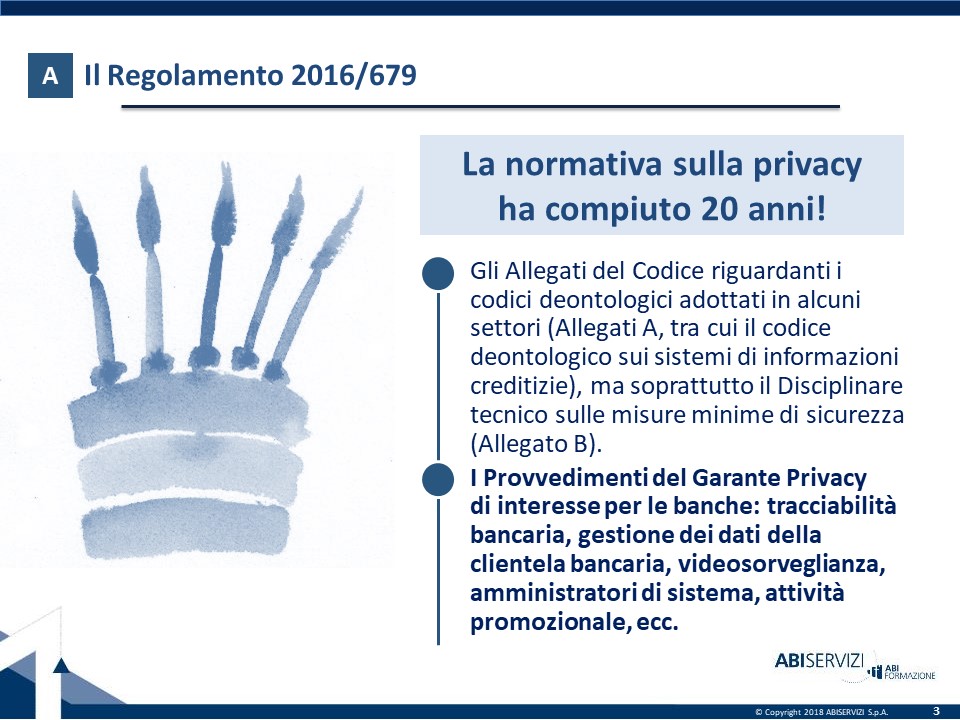 A
Il Regolamento 2016/679
La normativa sulla privacy
ha compiuto 20 anni!
Gli Allegati del Codice riguardanti i
codici deontologici adottati in alcuni
settori (Allegati A, tra cui il codice
deontologico sui sistemi di informazioni
creditizie), ma soprattutto il Disciplinare
tecnico sulle misure minime di sicurezza
(Allegato B).
I Provvedimenti del Garante Privacy
di interesse per le banche: tracciabilità
bancaria, gestione dei dati della
clientela bancaria, videosorveglianza,
amministratori di sistema, attività
promozionale, ecc.
ABISERVIZI
ABI
FORMAZIONE
© Copyright 2018 ABISERVIZI S.p.A.
3